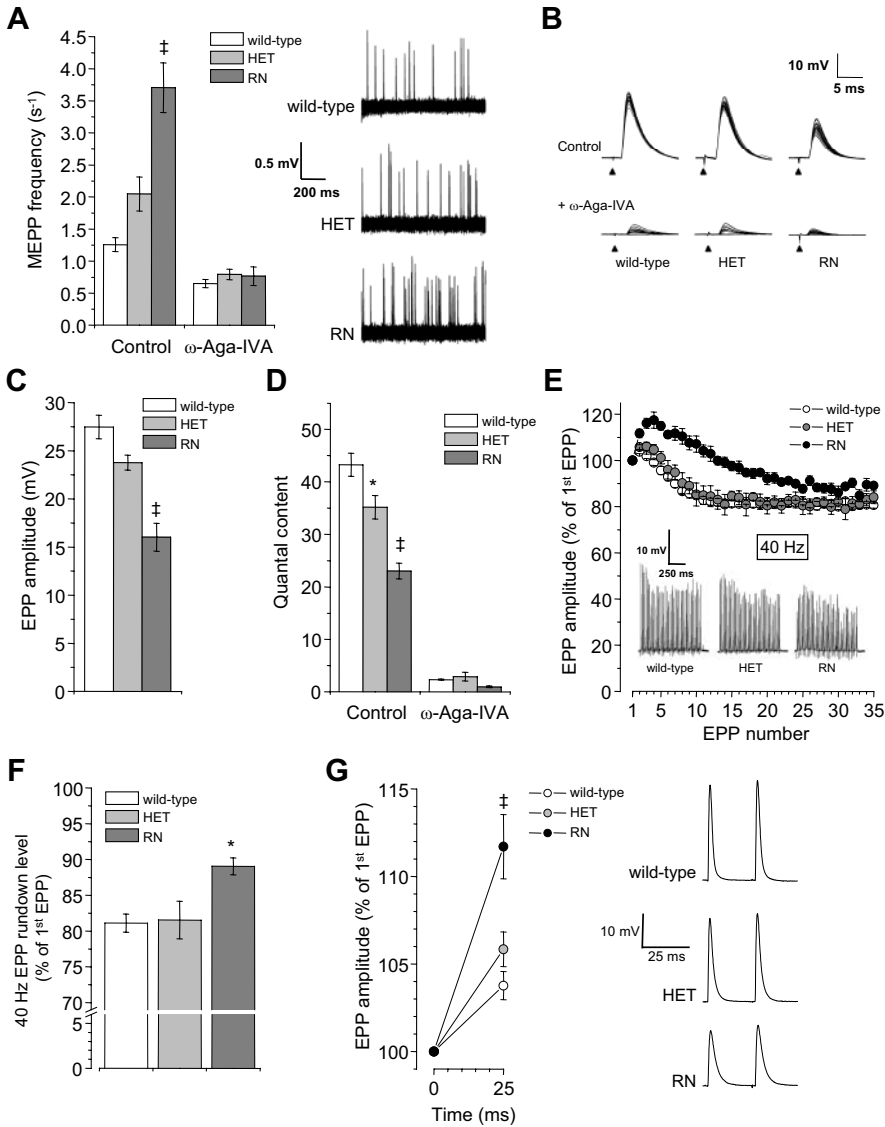 A
MEPP frequency (s⁻¹)
4.5
4.0
3.5
3.0
2.5
2.0
1.5
1.0
0.5
0.0
‡
wild-type
HET
RN
Control
ω-Aga-IVA
wild-type
0.5 mV
200 ms
HET
RN
B
10 mV
5 ms
Control
+ ω-Aga-IVA
wild-type
HET
RN
C
EPP amplitude (mV)
30
25
20
15
10
5
0
wild-type
HET
RN
‡
D
Quantal content
50
40
30
20
10
0
wild-type
HET
RN
*
‡
Control
ω-Aga-IVA
E
EPP amplitude (% of 1st EPP)
120
100
80
60
40
20
0
wild-type
HET
RN
10 mV
250 ms
40 Hz
wild-type
HET
RN
1
5
10
15
20
25
30
35
EPP number
F
40 Hz EPP rundown level
(% of 1st EPP)
100
95
90
85
80
75
70
5
0
wild-type
HET
RN
*
G
EPP amplitude (% of 1st EPP)
115
112
108
104
100
‡
wild-type
HET
RN
0
25
Time (ms)
wild-type
10 mV
25 ms
HET
RN